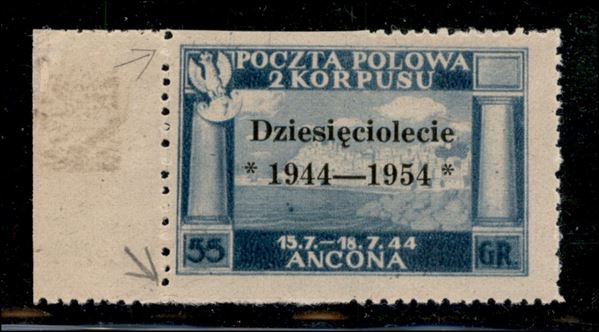 POCZTA POLOWA
2 KORPUSU
Dziesięciolecie
* 1944—1954 *
55
15.7.-18.7.44
GR.
ANCONA